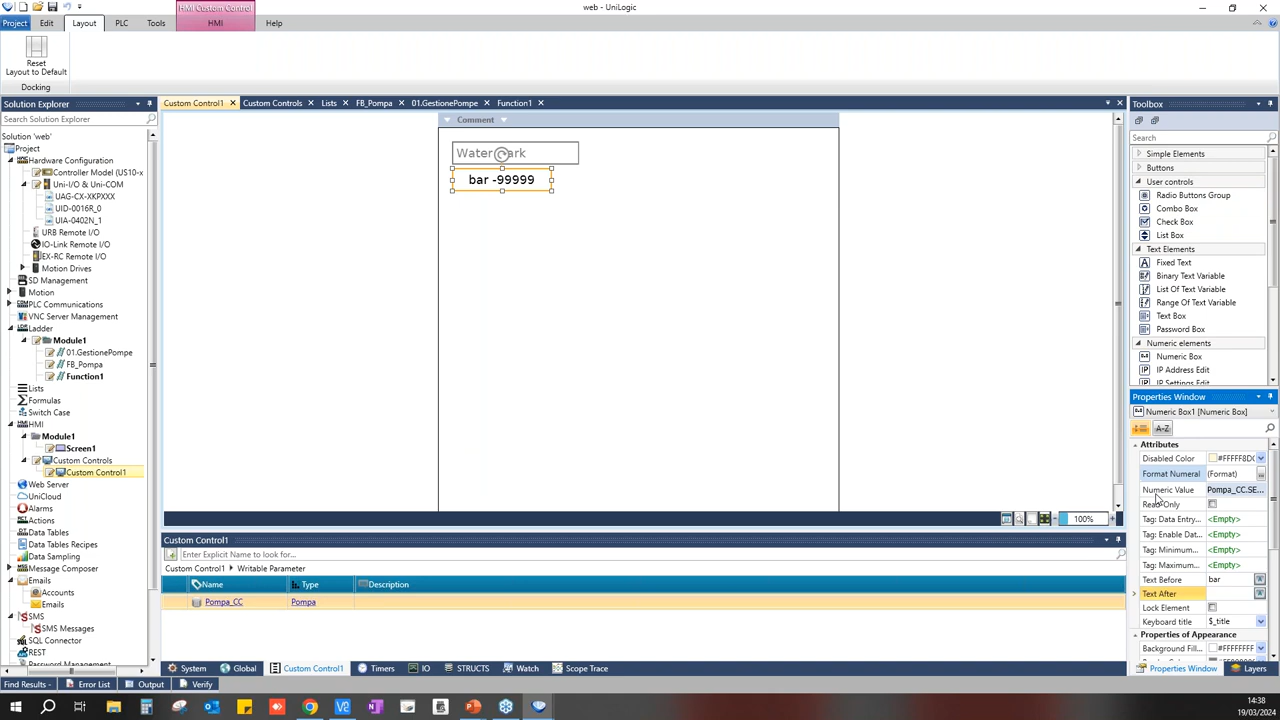 web - UniLogic
HMI Custom Control
Project Edit Layout PLC Tools HMI Help
Reset
Layout to Default
Docking
Solution Explorer
Search Solution Explorer
Solution 'web'
Project
Hardware Configuration
Controller Model (US10-x
Uni-I/O & Uni-COM
UAG-CX-XKPXXX
UID-0016R_0
UIA-0402N_1
URB Remote I/O
IO-Link Remote I/O
EX-RC Remote I/O
Motion Drives
SD Management
Motion
PLC Communications
VNC Server Management
Ladder
Module1
01.GestionePompe
FB_Pompa
Function1
Lists
Formulas
Switch Case
HMI
Module1
Screen1
Custom Controls
Custom Control1
Web Server
UniCloud
Alarms
Actions
Data Tables
Data Tables Recipes
Data Sampling
Message Composer
Emails
Accounts
Emails
SMS
SMS Messages
SQL Connector
REST
Password Management
Custom Control1 Custom Controls Lists FB_Pompa 01.GestionePompe Function1
Comment
bar -99999
100%
Custom Control1
Enter Explicit Name to look for...
Custom Control1 Writable Parameter
Name Type Description
Pompa_CC Pompa
System Global Custom Control1 Timers IO STRUCTS Watch Scope Trace
Toolbox
Search
Simple Elements
Buttons
User controls
Radio Buttons Group
Combo Box
Check Box
List Box
Text Elements
Fixed Text
Binary Text Variable
List Of Text Variable
Range Of Text Variable
Text Box
Password Box
Numeric elements
Numeric Box
IP Address Edit
IP Settings Edit
Properties Window
Numeric Box1 [Numeric Box]
A-Z
Attributes
Disabled Color #FFFFF8DC
Format Numeral (Format)
Numeric Value Pompa_CC.SE...
Read Only
Tag: Data Entry... <Empty>
Tag: Enable Dat... <Empty>
Tag: Minimum... <Empty>
Tag: Maximum... <Empty>
Text Before bar
Text After
Lock Element
Keyboard title $_title
Properties of Appearance
Background Fill... #FFFFFFFF
Properties Window Layers
Find Results - Error List Output Verify
14:38
19/03/2024